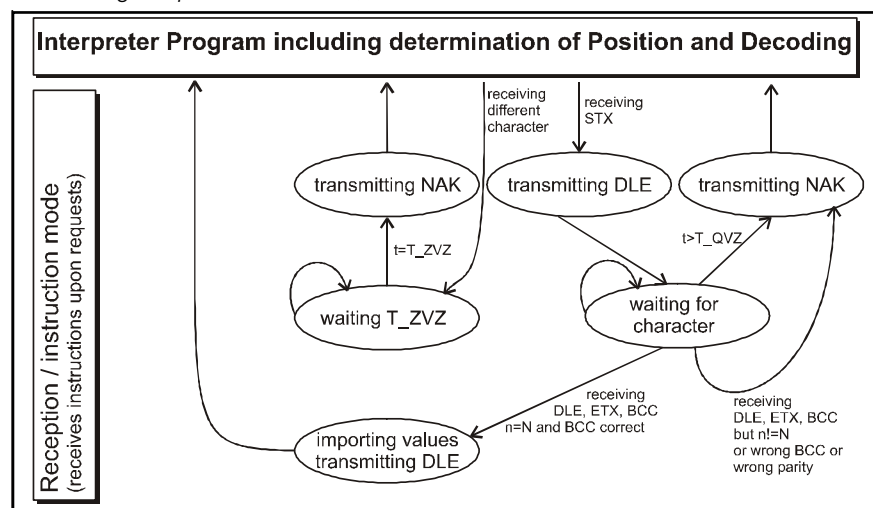 Interpreter Program including determination of Position and Decoding
Reception / instruction mode
(receives instructions upon requests)
receiving
different
character
receiving
STX
transmitting NAK
transmitting DLE
transmitting NAK
t=T_ZVZ
t>T_QVZ
waiting T_ZVZ
waiting for
character
receiving
DLE, ETX, BCC
n=N and BCC correct
receiving
DLE, ETX, BCC
but n!=N
or wrong BCC or
wrong parity
importing values
transmitting DLE